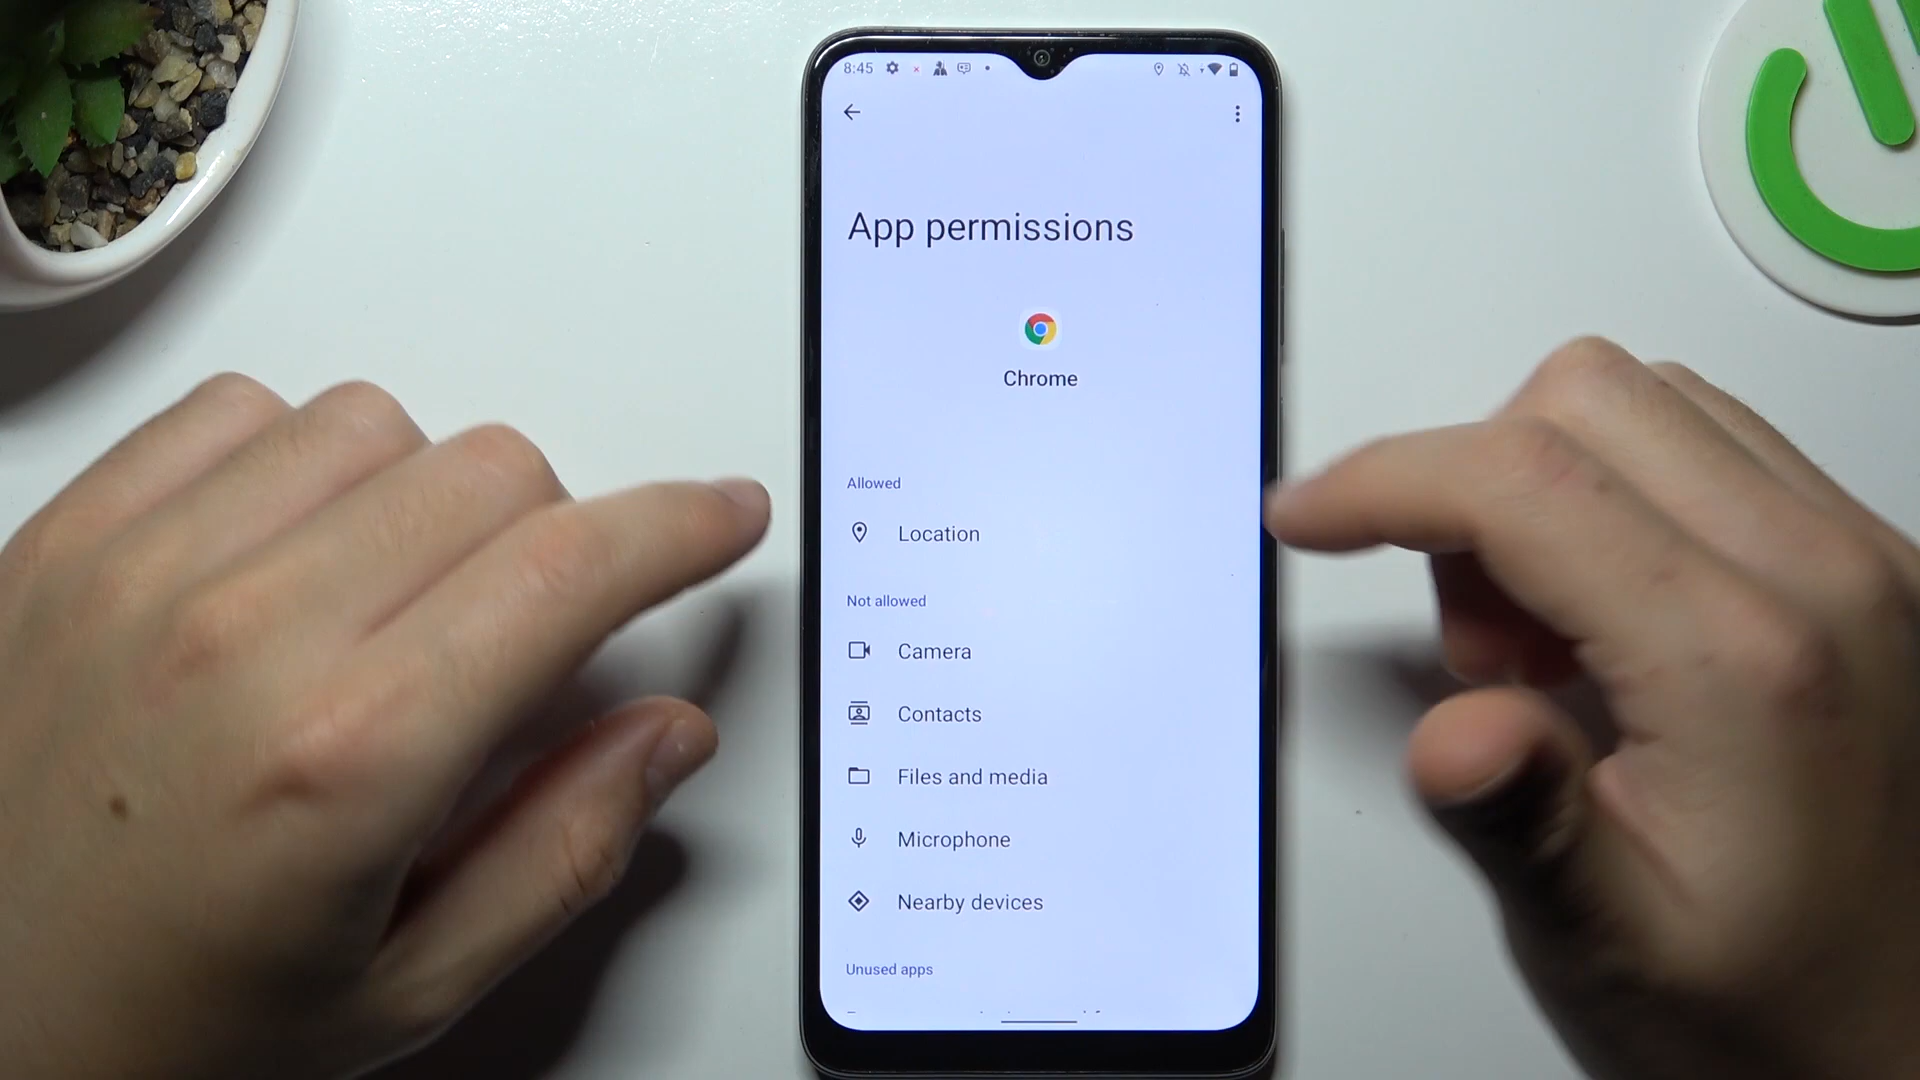 8:45
App permissions
Chrome
Allowed
Location
Not allowed
Camera
Contacts
Files and media
Microphone
Nearby devices
Unused apps